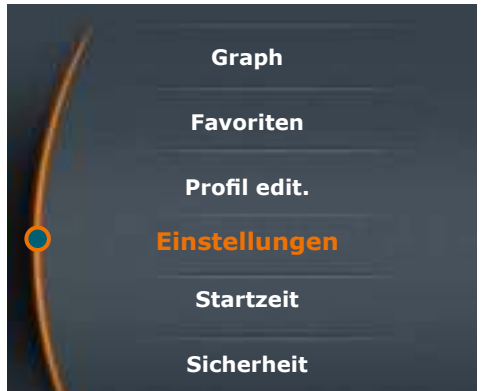 Graph
Favoriten
Profil edit.
Einstellungen
Startzeit
Sicherheit